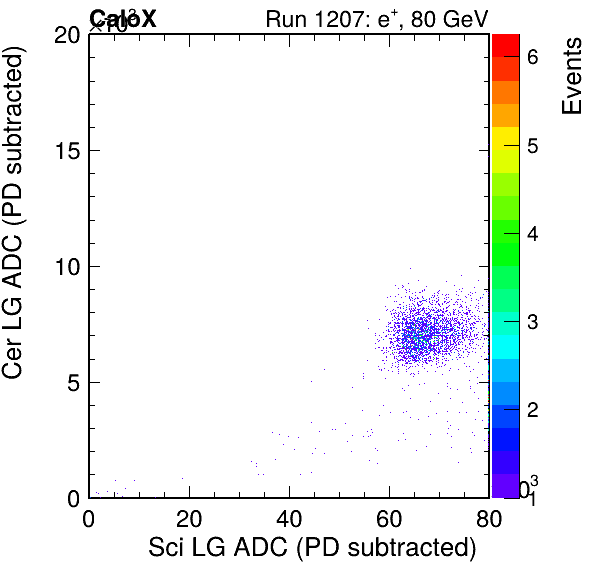 CaloX Run 1207: e+, 80 GeV
×10³
20
15
10
5
0
0 20 40 60 80
Cer LG ADC (PD subtracted)
Sci LG ADC (PD subtracted)
Events
6
5
4
3
2
1